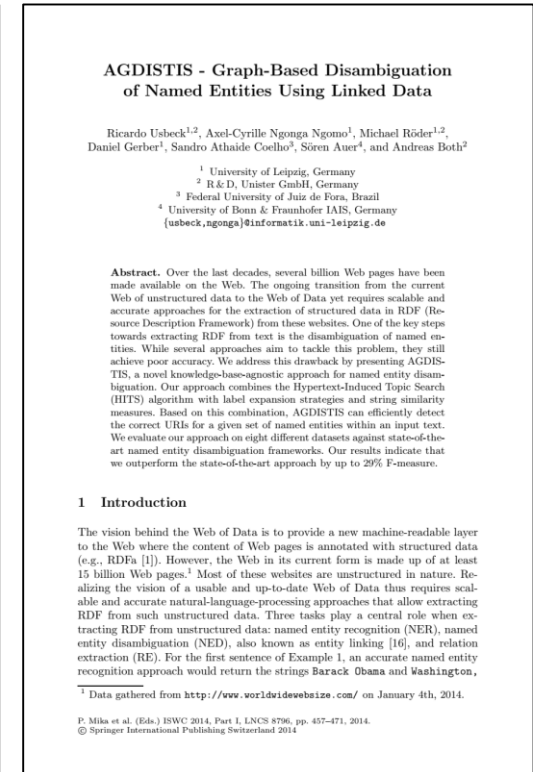 AGDISTIS - Graph-Based Disambiguation
of Named Entities Using Linked Data
Ricardo Usbeck1,2, Axel-Cyrille Ngonga Ngomo1, Michael Röder1,2,
Daniel Gerber1, Sandro Athaide Coelho3, Sören Auer4, and Andreas Both2
1 University of Leipzig, Germany
2 R & D, Unister GmbH, Germany
3 Federal University of Juiz de Fora, Brazil
4 University of Bonn & Fraunhofer IAIS, Germany
{usbeck,ngonga}@informatik.uni-leipzig.de
Abstract. Over the last decades, several billion Web pages have been
made available on the Web. The ongoing transition from the current
Web of unstructured data to the Web of Data yet requires scalable and
accurate approaches for the extraction of structured data in RDF (Re-
source Description Framework) from these websites. One of the key steps
towards extracting RDF from text is the disambiguation of named en-
tities. While several approaches aim to tackle this problem, they still
achieve poor accuracy. We address this drawback by presenting AGDIS-
TIS, a novel knowledge-base-agnostic approach for named entity disam-
biguation. Our approach combines the Hypertext-Induced Topic Search
(HITS) algorithm with label expansion strategies and string similarity
measures. Based on this combination, AGDISTIS can efficiently detect
the correct URIs for a given set of named entities within an input text.
We evaluate our approach on eight different datasets against state-of-the-
art named entity disambiguation frameworks. Our results indicate that
we outperform the state-of-the-art approach by up to 29% F-measure.
1 Introduction
The vision behind the Web of Data is to provide a new machine-readable layer
to the Web where the content of Web pages is annotated with structured data
(e.g., RDFa [1]). However, the Web in its current form is made up of at least
15 billion Web pages.1 Most of these websites are unstructured in nature. Re-
alizing the vision of a usable and up-to-date Web of Data thus requires scal-
able and accurate natural-language-processing approaches that allow extracting
RDF from such unstructured data. Three tasks play a central role when ex-
tracting RDF from unstructured data: named entity recognition (NER), named
entity disambiguation (NED), also known as entity linking [16], and relation
extraction (RE). For the first sentence of Example 1, an accurate named entity
recognition approach would return the strings Barack Obama and Washington,
1 Data gathered from http://www.worldwidewebsize.com/ on January 4th, 2014.
P. Mika et al. (Eds.) ISWC 2014, Part I, LNCS 8796, pp. 457–471, 2014.
© Springer International Publishing Switzerland 2014